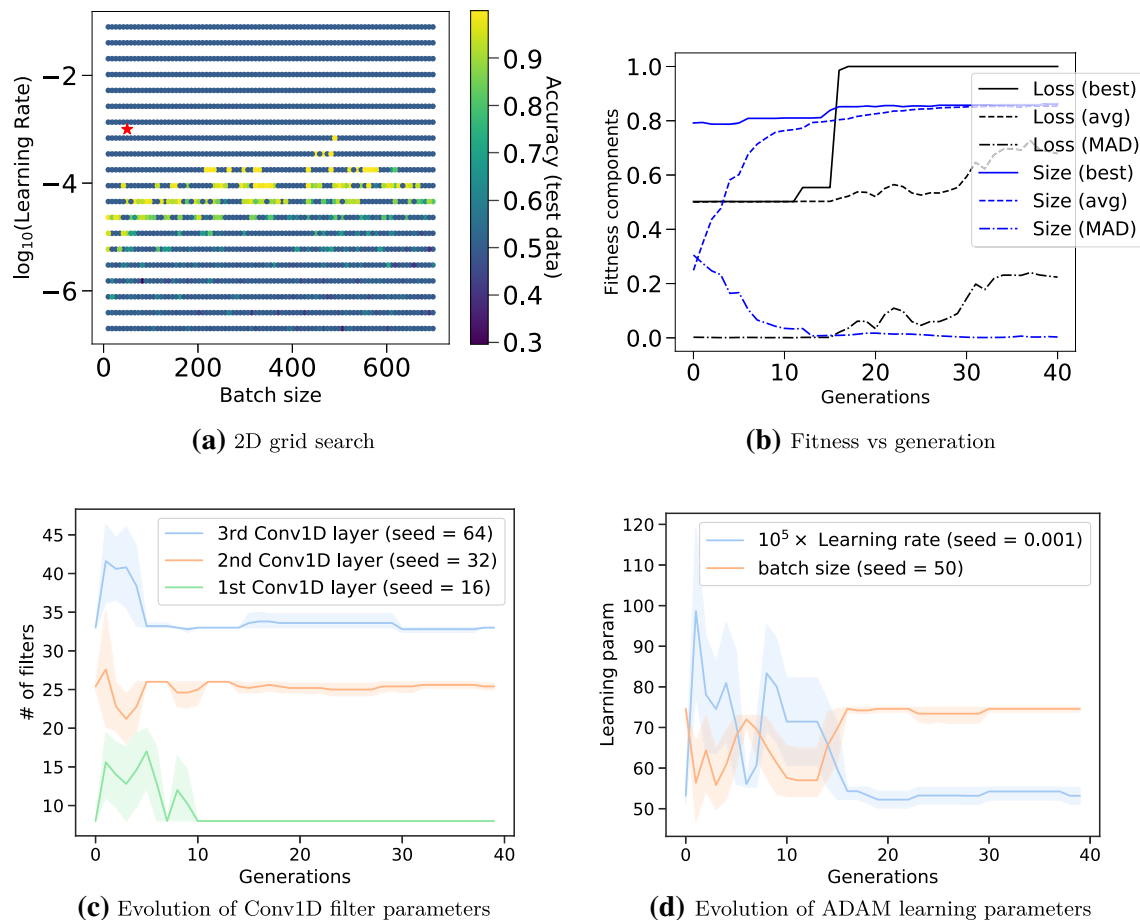 −2
−4
−6
log10(Learning Rate)
0
200
400
600
Batch size
0.9
0.8
0.7
0.6
0.5
0.4
0.3
Accuracy (test data)
(a) 2D grid search
1.0
0.8
0.6
0.4
0.2
0.0
Fittness components
0
10
20
30
40
Generations
Loss (best)
Loss (avg)
Loss (MAD)
Size (best)
Size (avg)
Size (MAD)
(b) Fitness vs generation
45
40
35
30
25
20
15
10
# of filters
0
10
20
30
40
Generations
3rd Conv1D layer (seed = 64)
2nd Conv1D layer (seed = 32)
1st Conv1D layer (seed = 16)
(c) Evolution of Conv1D filter parameters
120
110
100
90
80
70
60
50
Learning param
0
10
20
30
40
Generations
10^5 × Learning rate (seed = 0.001)
batch size (seed = 50)
(d) Evolution of ADAM learning parameters